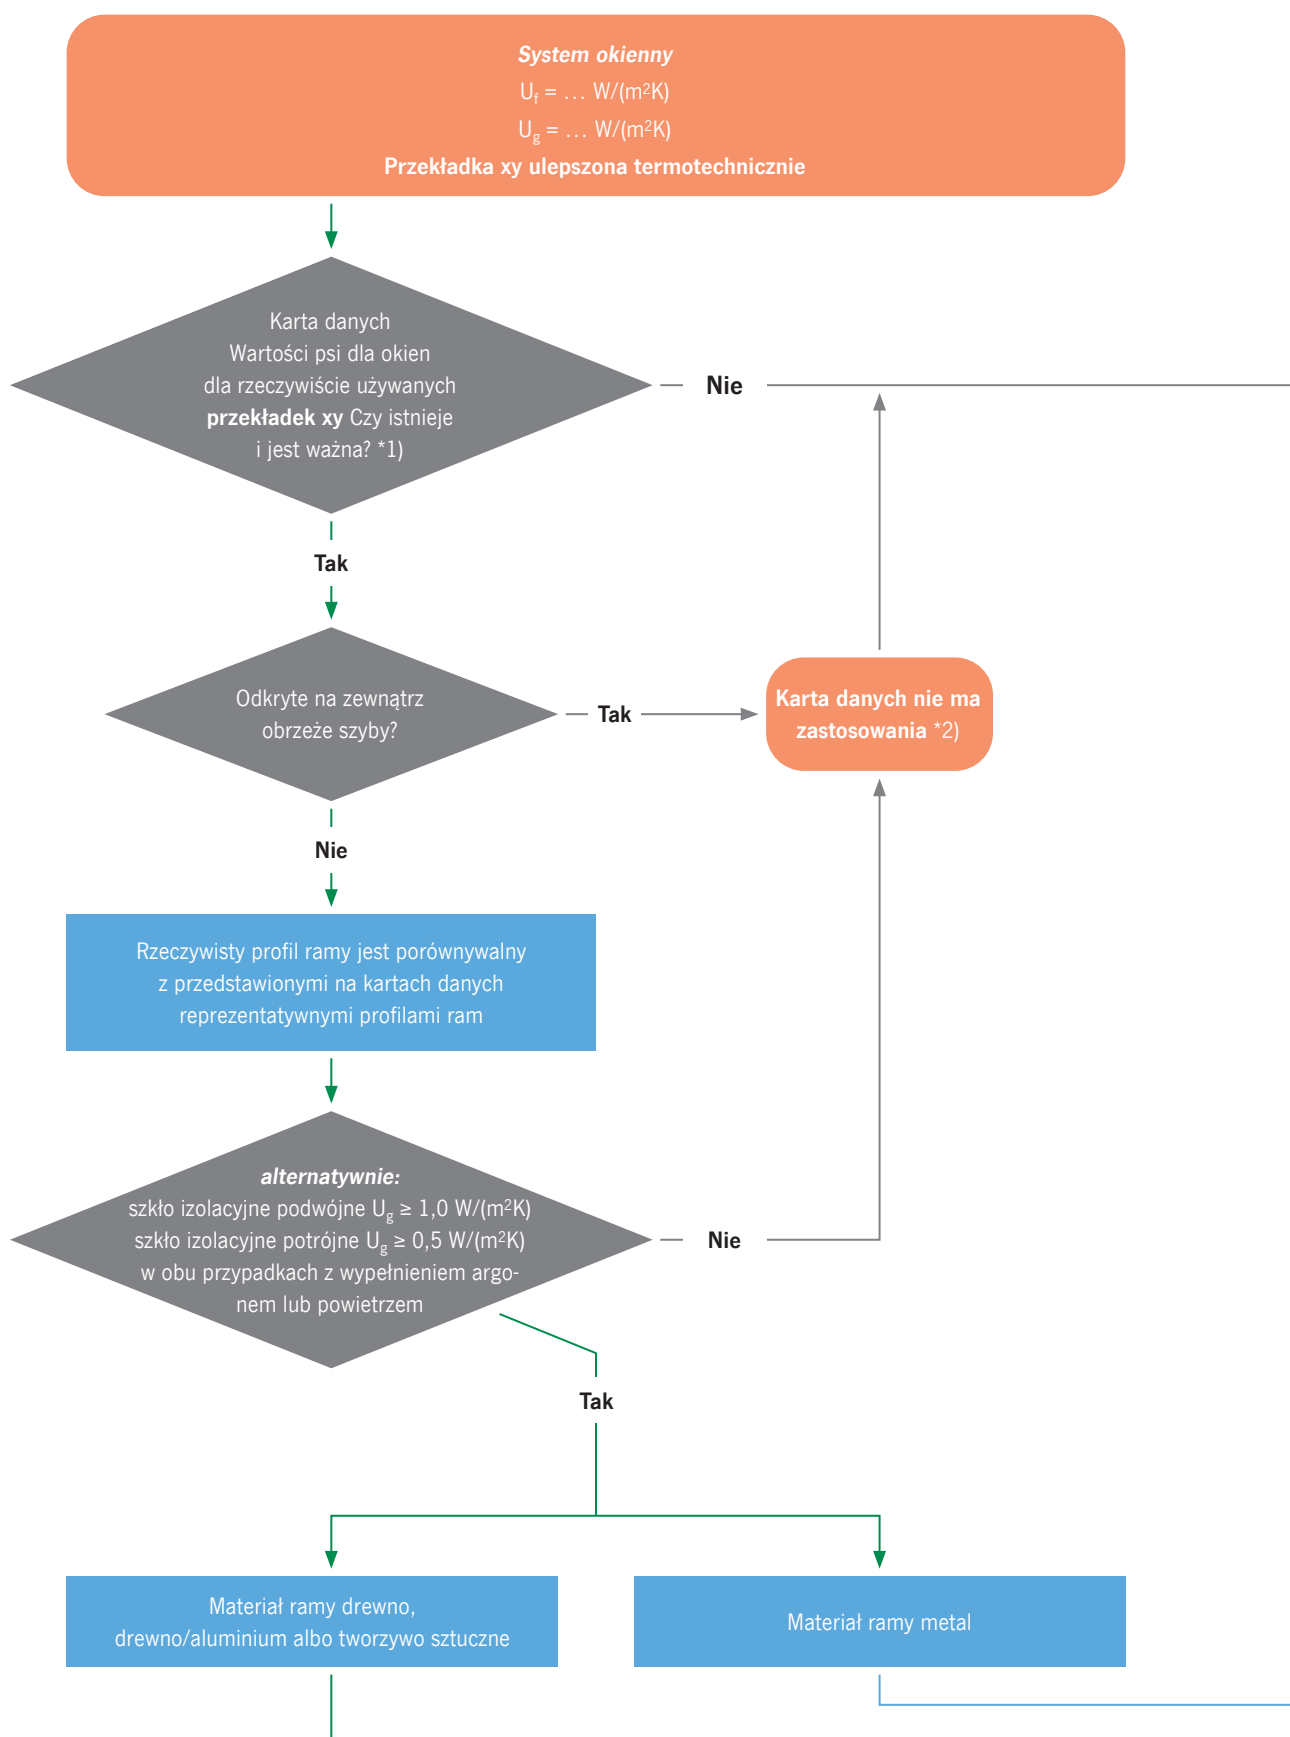 System okienny
U_f = … W/(m²K)
U_g = … W/(m²K)
Przekładka xy ulepszona termotechnicznie
Karta danych
Wartości psi dla okien
dla rzeczywiście używanych
przekładek xy Czy istnieje
i jest ważna? *1)
Nie
Tak
Odkryte na zewnątrz
obrzeże szyby?
Tak
Karta danych nie ma
zastosowania *2)
Nie
Rzeczywisty profil ramy jest porównywalny
z przedstawionymi na kartach danych
reprezentatywnymi profilami ram
alternatywnie:
szkło izolacyjne podwójne U_g ≥ 1,0 W/(m²K)
szkło izolacyjne potrójne U_g ≥ 0,5 W/(m²K)
w obu przypadkach z wypełnieniem argo-
nem lub powietrzem
Nie
Tak
Materiał ramy drewno,
drewno/aluminium albo tworzywo sztuczne
Materiał ramy metal